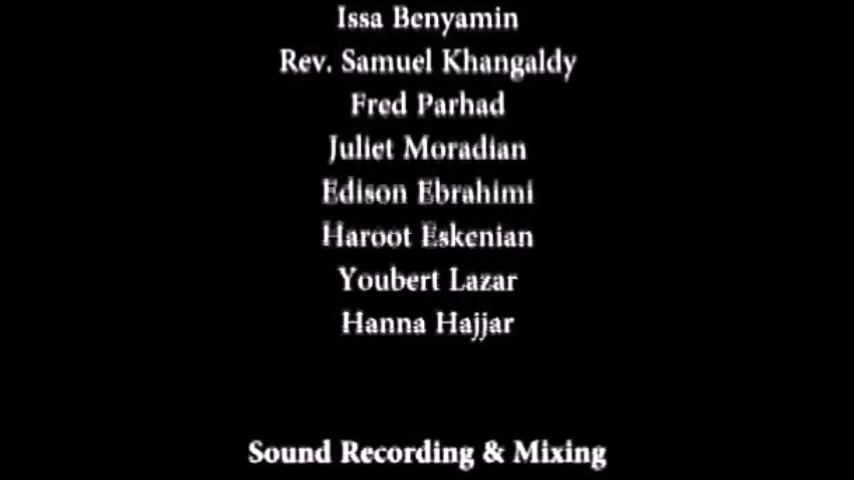 Issa Benyamin
Rev. Samuel Khangaldy
Fred Parhad
Juliet Moradian
Edison Ebrahimi
Haroot Eskenian
Youbert Lazar
Hanna Hajjar
Sound Recording & Mixing